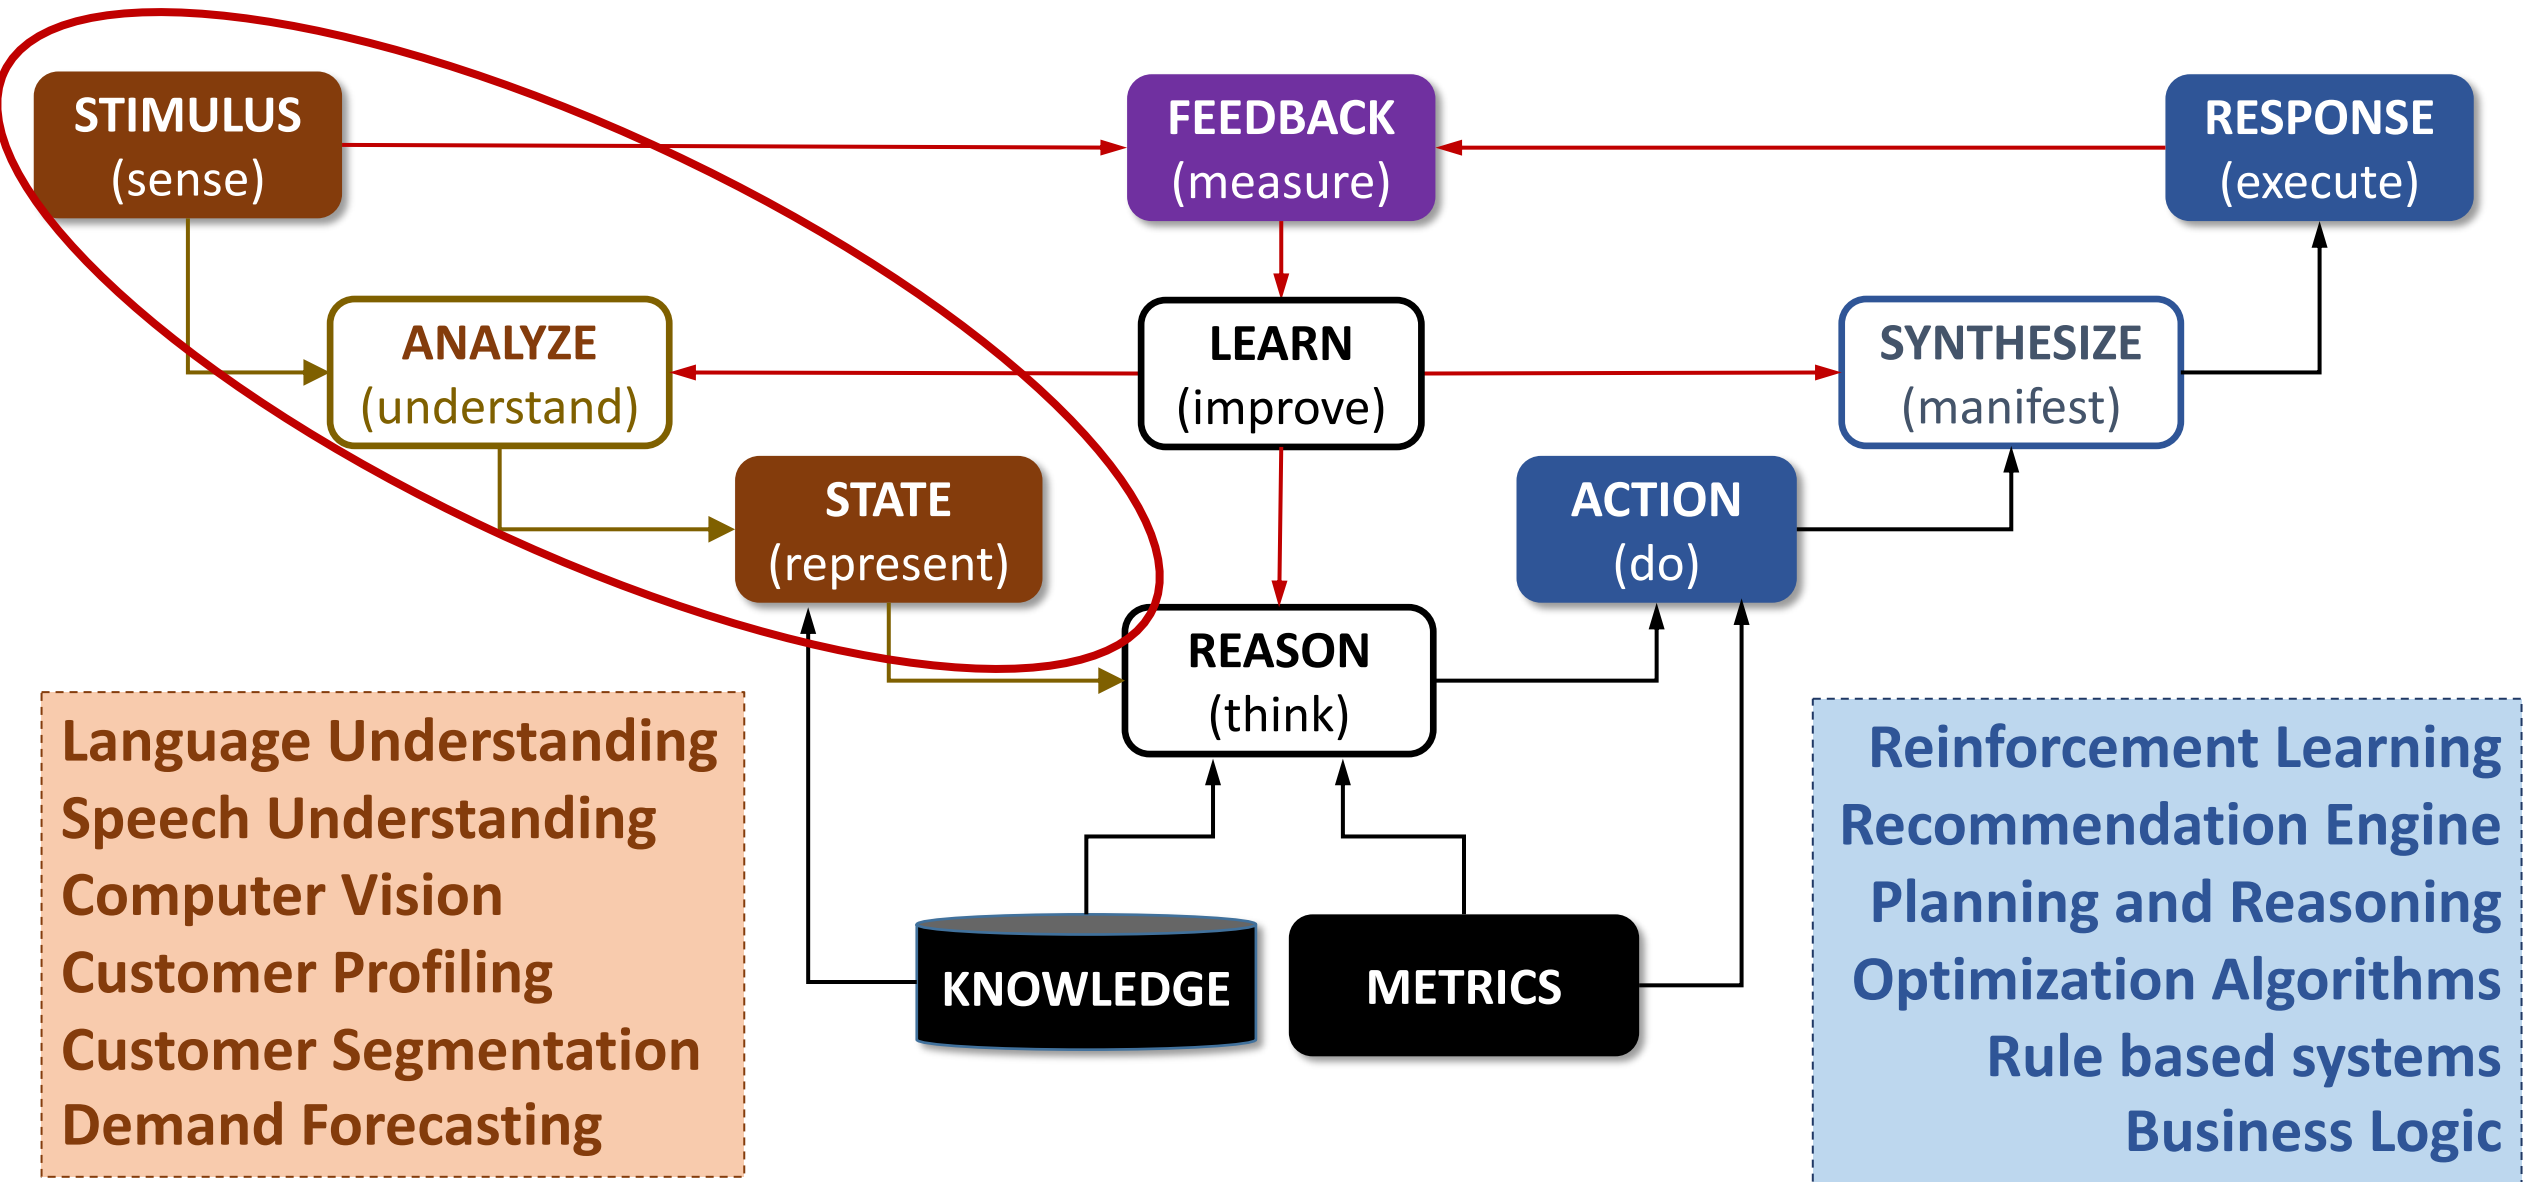 STIMULUS
(sense)
FEEDBACK
(measure)
RESPONSE
(execute)
ANALYZE
(understand)
LEARN
(improve)
SYNTHESIZE
(manifest)
STATE
(represent)
ACTION
(do)
REASON
(think)
KNOWLEDGE
METRICS
Language Understanding
Speech Understanding
Computer Vision
Customer Profiling
Customer Segmentation
Demand Forecasting
Reinforcement Learning
Recommendation Engine
Planning and Reasoning
Optimization Algorithms
Rule based systems
Business Logic